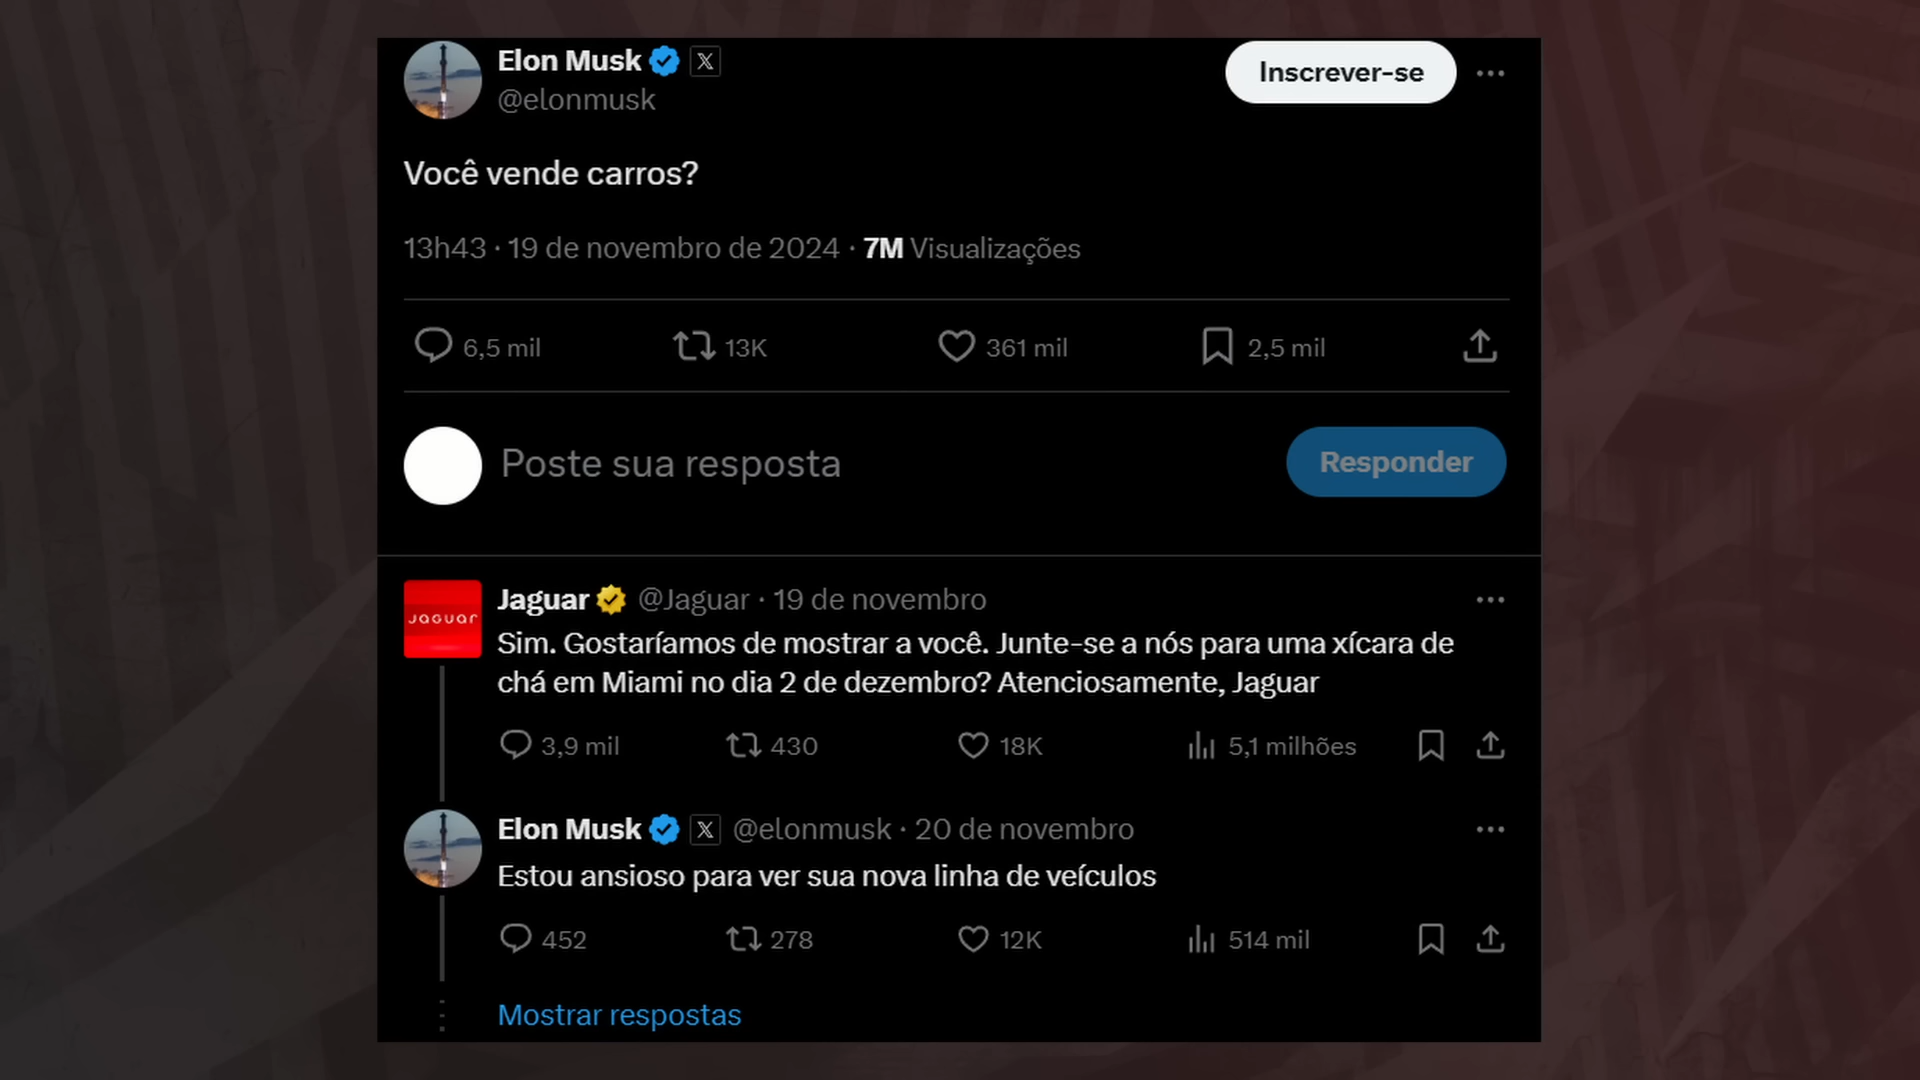 Elon Musk
@elonmusk
Inscrever-se
Você vende carros?
13h43 · 19 de novembro de 2024 · 7M Visualizações
6,5 mil 13K 361 mil 2,5 mil
Poste sua resposta
Responder
Jaguar @Jaguar · 19 de novembro
JaGUar
Sim. Gostaríamos de mostrar a você. Junte-se a nós para uma xícara de
chá em Miami no dia 2 de dezembro? Atenciosamente, Jaguar
3,9 mil 430 18K 5,1 milhões
Elon Musk @elonmusk · 20 de novembro
Estou ansioso para ver sua nova linha de veículos
452 278 12K 514 mil
Mostrar respostas